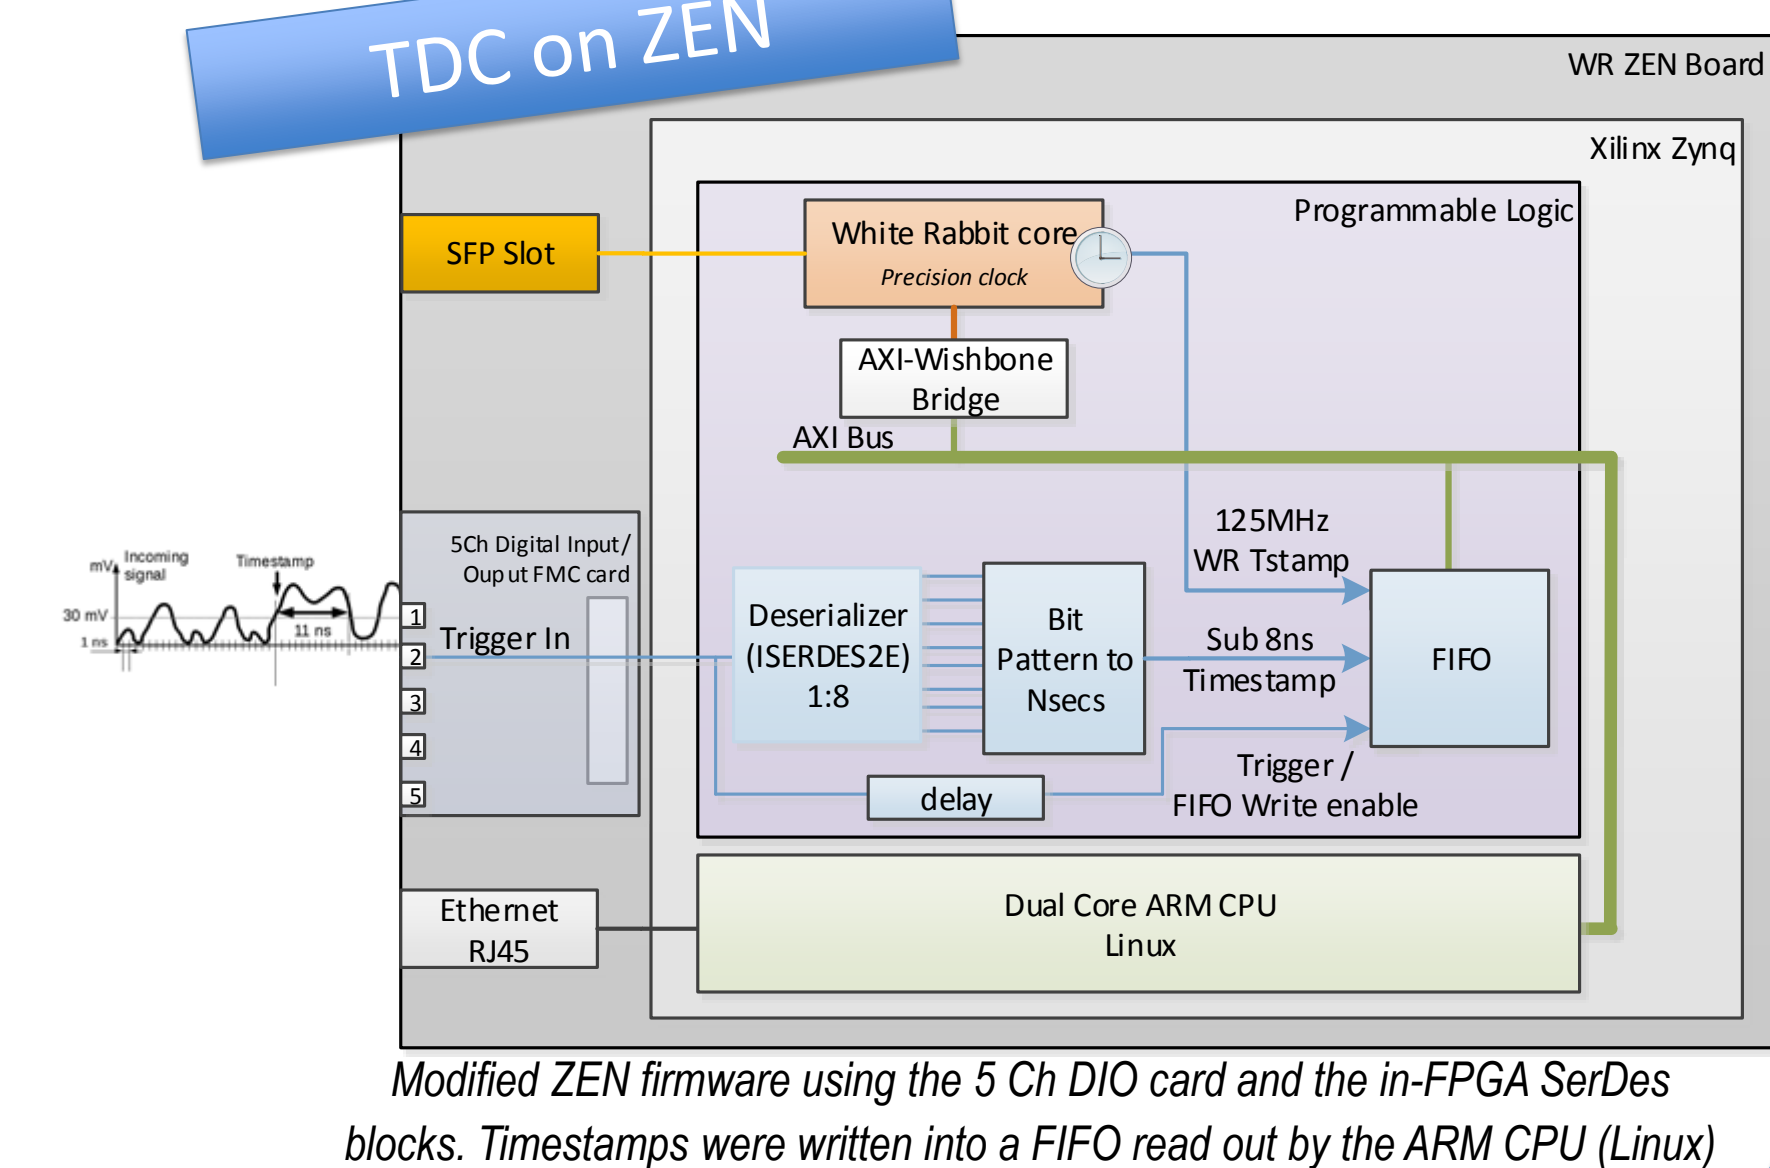 TDC on ZEN
WR ZEN Board
Xilinx Zynq
Programmable Logic
SFP Slot
White Rabbit core
Precision clock
AXI-Wishbone
Bridge
AXI Bus
125MHz
WR Tstamp
5Ch Digital Input/
Ouput FMC card
mV
Incoming
signal
Timestamp
30 mV
1 ns
11 ns
1
2
3
4
5
Trigger In
Deserializer
(ISERDES2E)
1:8
Bit
Pattern to
Nsecs
Sub 8ns
Timestamp
FIFO
delay
Trigger /
FIFO Write enable
Ethernet
RJ45
Dual Core ARM CPU
Linux
Modified ZEN firmware using the 5 Ch DIO card and the in-FPGA SerDes
blocks. Timestamps were written into a FIFO read out by the ARM CPU (Linux)